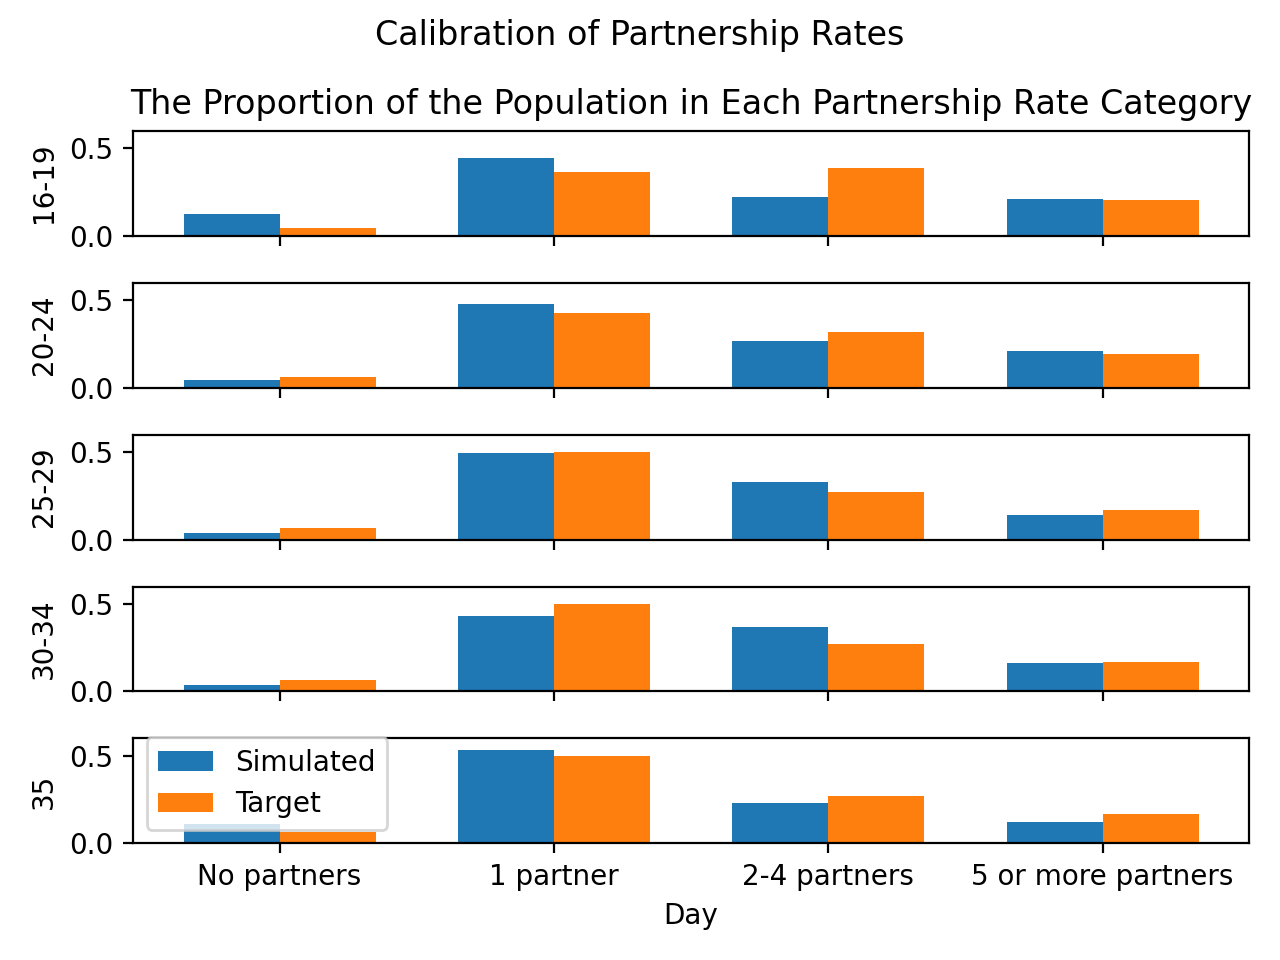 Calibration of Partnership Rates
The Proportion of the Population in Each Partnership Rate Category
0.5
16-19
0.0
0.5
20-24
0.0
0.5
25-29
0.0
0.5
30-34
0.0
0.5
35
0.0
Simulated
Target
No partners 1 partner 2-4 partners 5 or more partners
Day